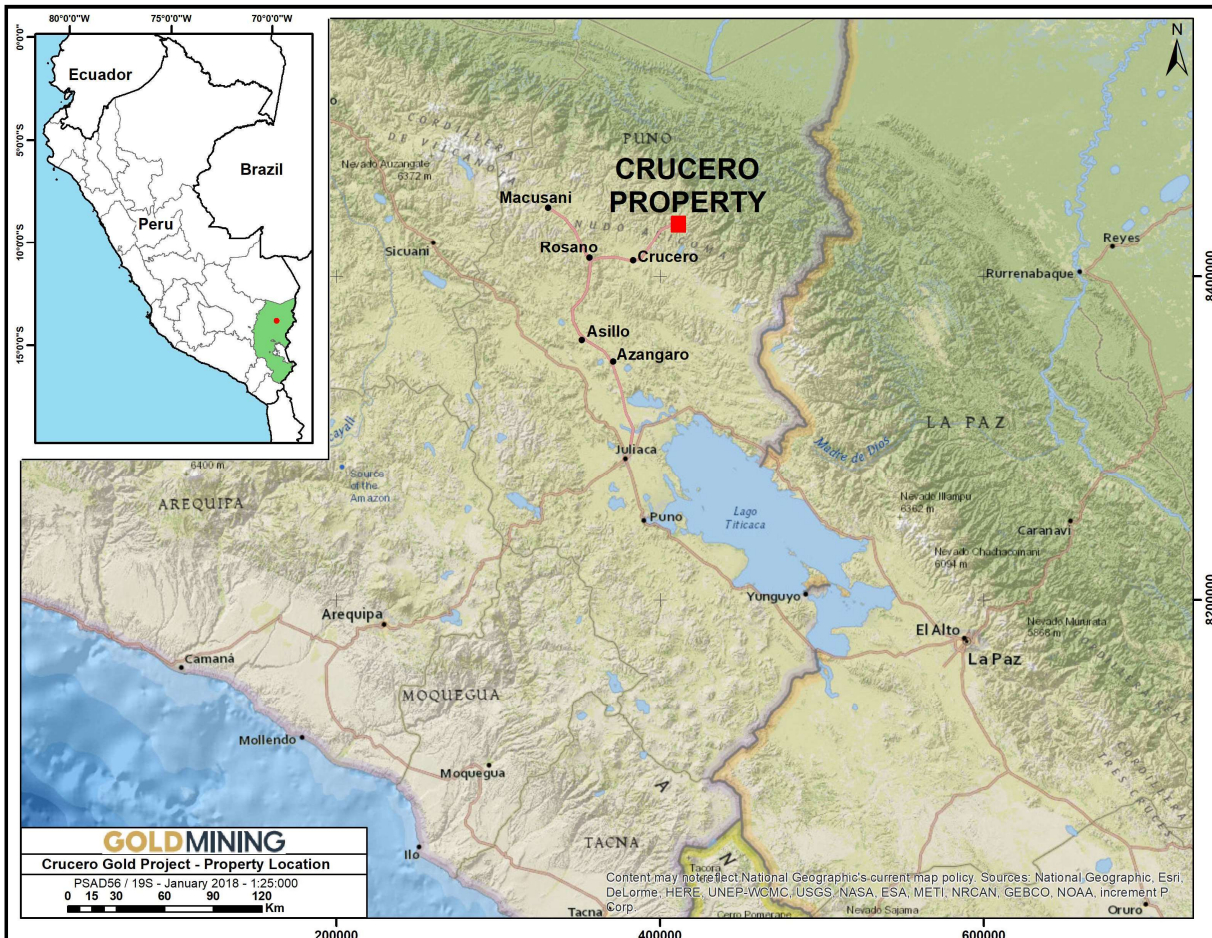 80°0'0"W
75°0'0"W
70°0'0"W
0°0'0"
5°0'0"S
10°0'0"S
15°0'0"S
Ecuador
Brazil
Peru
N
PUNO
CORDILLERA
DE VILCANOTA
Nevado Auzangate
6372 m
CRUCERO
PROPERTY
Macusani
NUDO
Rosano
Crucero
Sicuani
Reyes
Rurrenabaque
8400000
Asillo
Azangaro
LA PAZ
Madre de Dios
Juliaca
6400 m
Source
of the
Amazon
AREQUIPA
Nevado Illampu
6362 m
Puno
Lago
Titicaca
Caranavi
Nevado Chachacomani
6094 m
Yunguyo
8200000
Arequipa
Nevado Mururata
5868 m
El Alto
La Paz
Camaná
MOQUEGUA
Mollendo
Moquegua
CORDILLERA
TRES CRUCES
A
TACNA
N
Ilo
Tacora
GOLDMINING
Crucero Gold Project - Property Location
PSAD56 / 19S - January 2018 - 1:25:000
0 15 30 60 90 120
Km
Content may not reflect National Geographic's current map policy. Sources: National Geographic, Esri,
DeLorme, HERE, UNEP-WCMC, USGS, NASA, ESA, METI, NRCAN, GEBCO, NOAA, increment P
Corp.
Tacna
Cerro Pomerape
Nevado Sajama
Oruro
200000
400000
600000